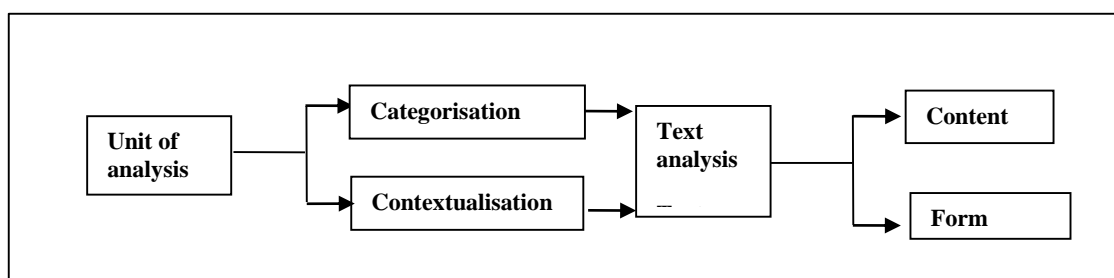 Unit of
analysis
Categorisation
Contextualisation
Text
analysis
---
Content
Form